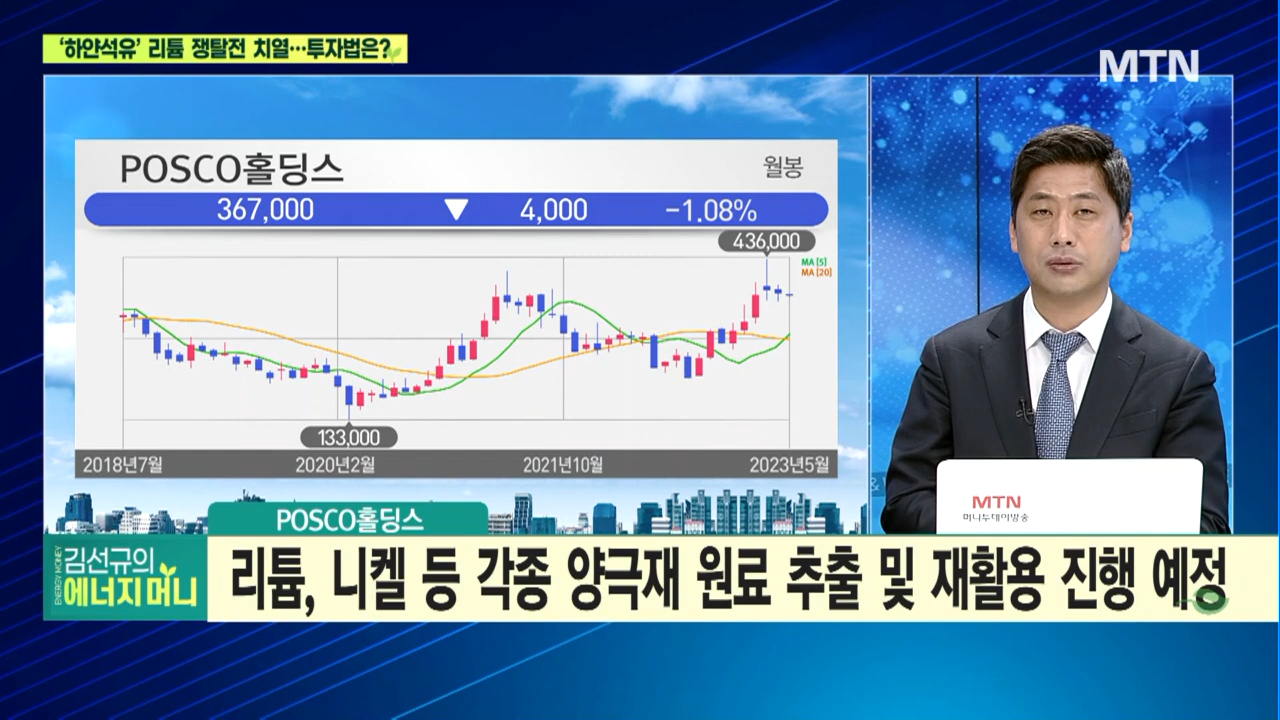 ‘하얀석유’ 리튬 쟁탈전 치열…투자법은?
MTN
POSCO홀딩스
월봉
367,000 ▼ 4,000 -1.08%
436,000
MA [5]
MA [20]
133,000
2018년7월 2020년2월 2021년10월 2023년5월
MTN
머니투데이방송
POSCO홀딩스
ENERGY MONEY
김선규의
에너지머니
리튬, 니켈 등 각종 양극재 원료 추출 및 재활용 진행 예정